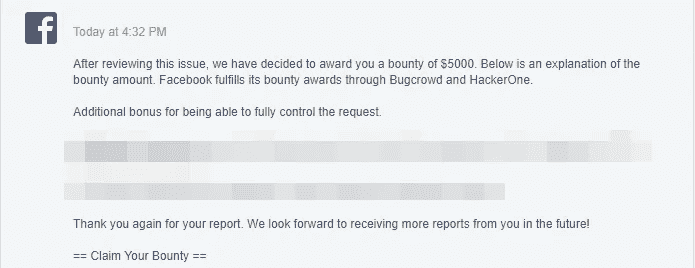 Today at 4:32 PM
After reviewing this issue, we have decided to award you a bounty of $5000. Below is an explanation of the
bounty amount. Facebook fulfills its bounty awards through Bugcrowd and HackerOne.
Additional bonus for being able to fully control the request.
Thank you again for your report. We look forward to receiving more reports from you in the future!
== Claim Your Bounty ==